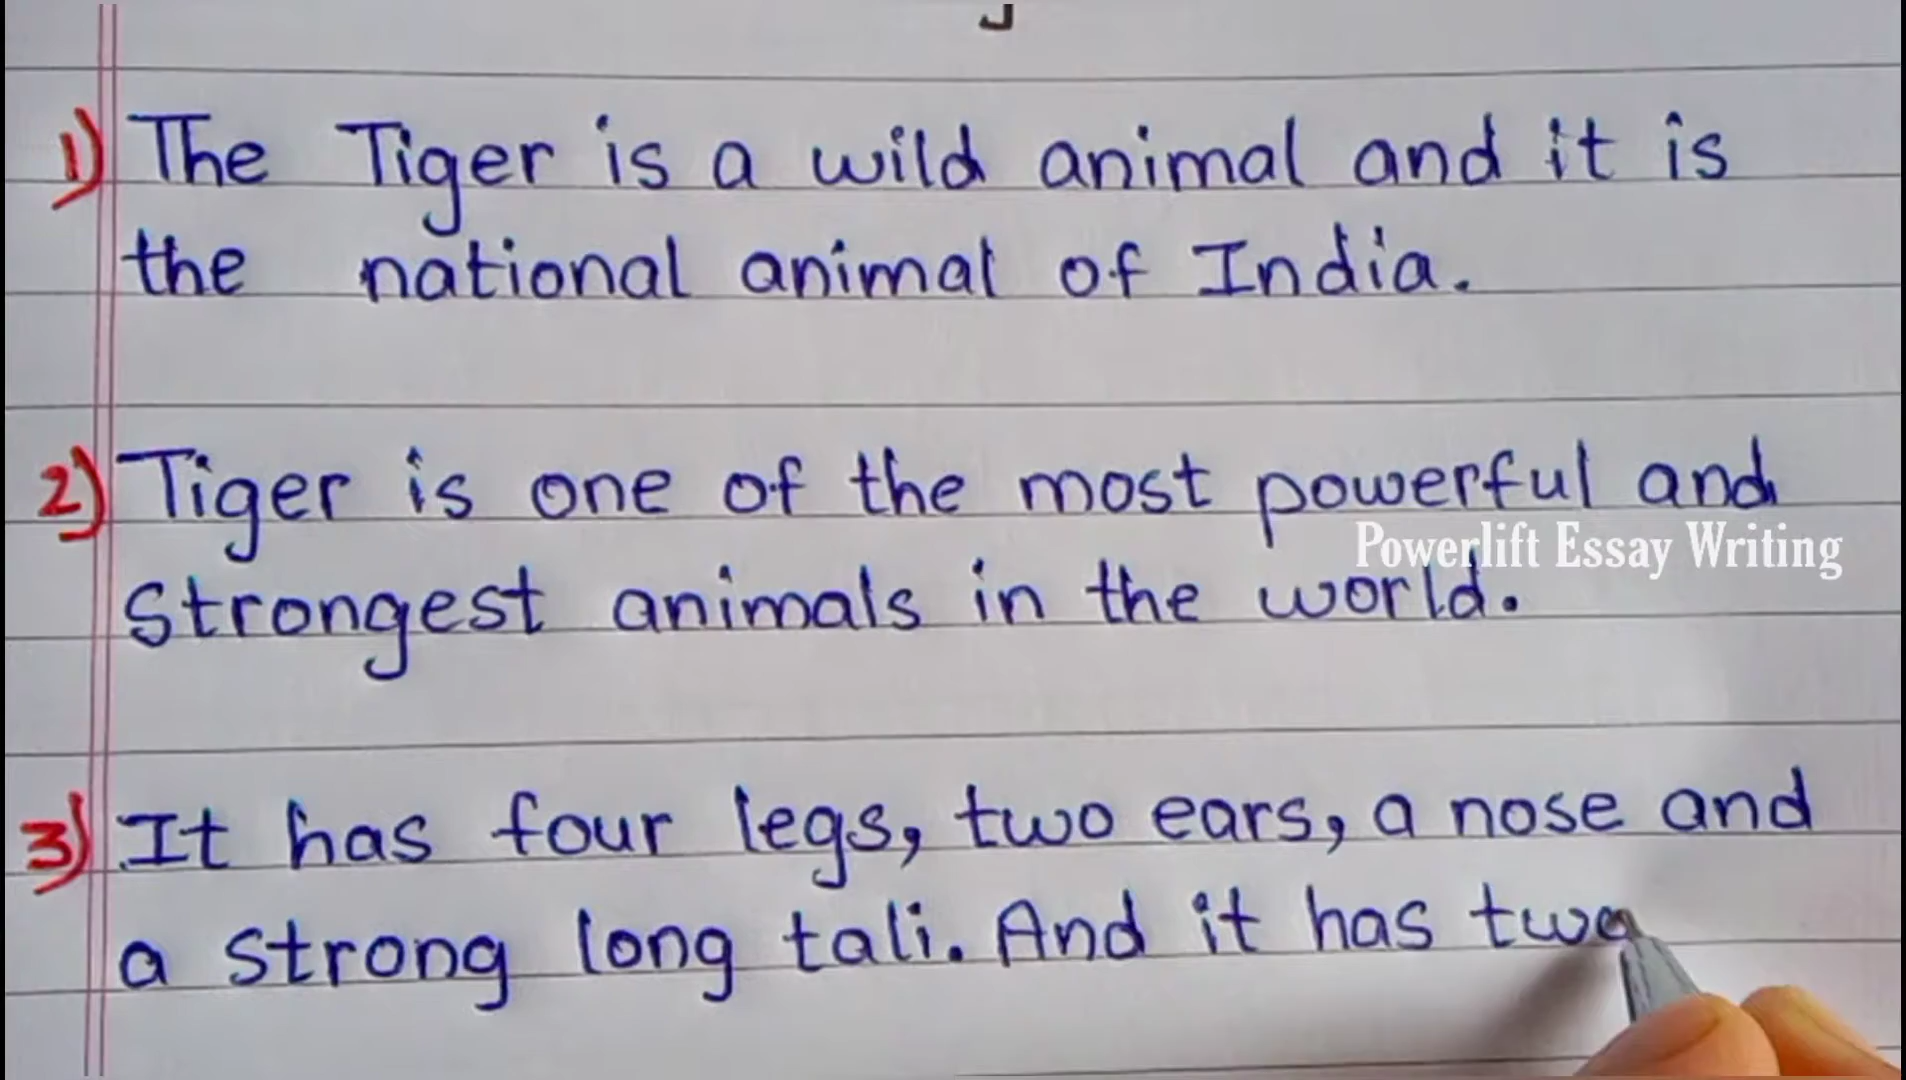 1) The Tiger is a wild animal and it is
the national animal of India.
2) Tiger is one of the most powerful and
Powerlift Essay Writing
strongest animals in the world.
3) It has four legs, two ears, a nose and
a strong long tali. And it has two